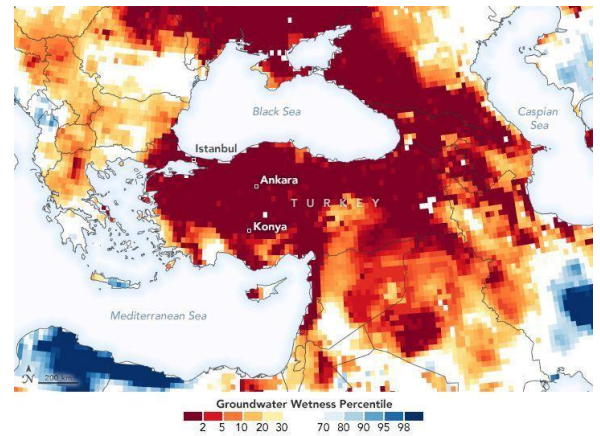 Black Sea
Caspian
Sea
Istanbul
Ankara
TURKEY
Konya
Mediterranean Sea
N
200 km
Groundwater Wetness Percentile
2 5 10 20 30 70 80 90 95 98